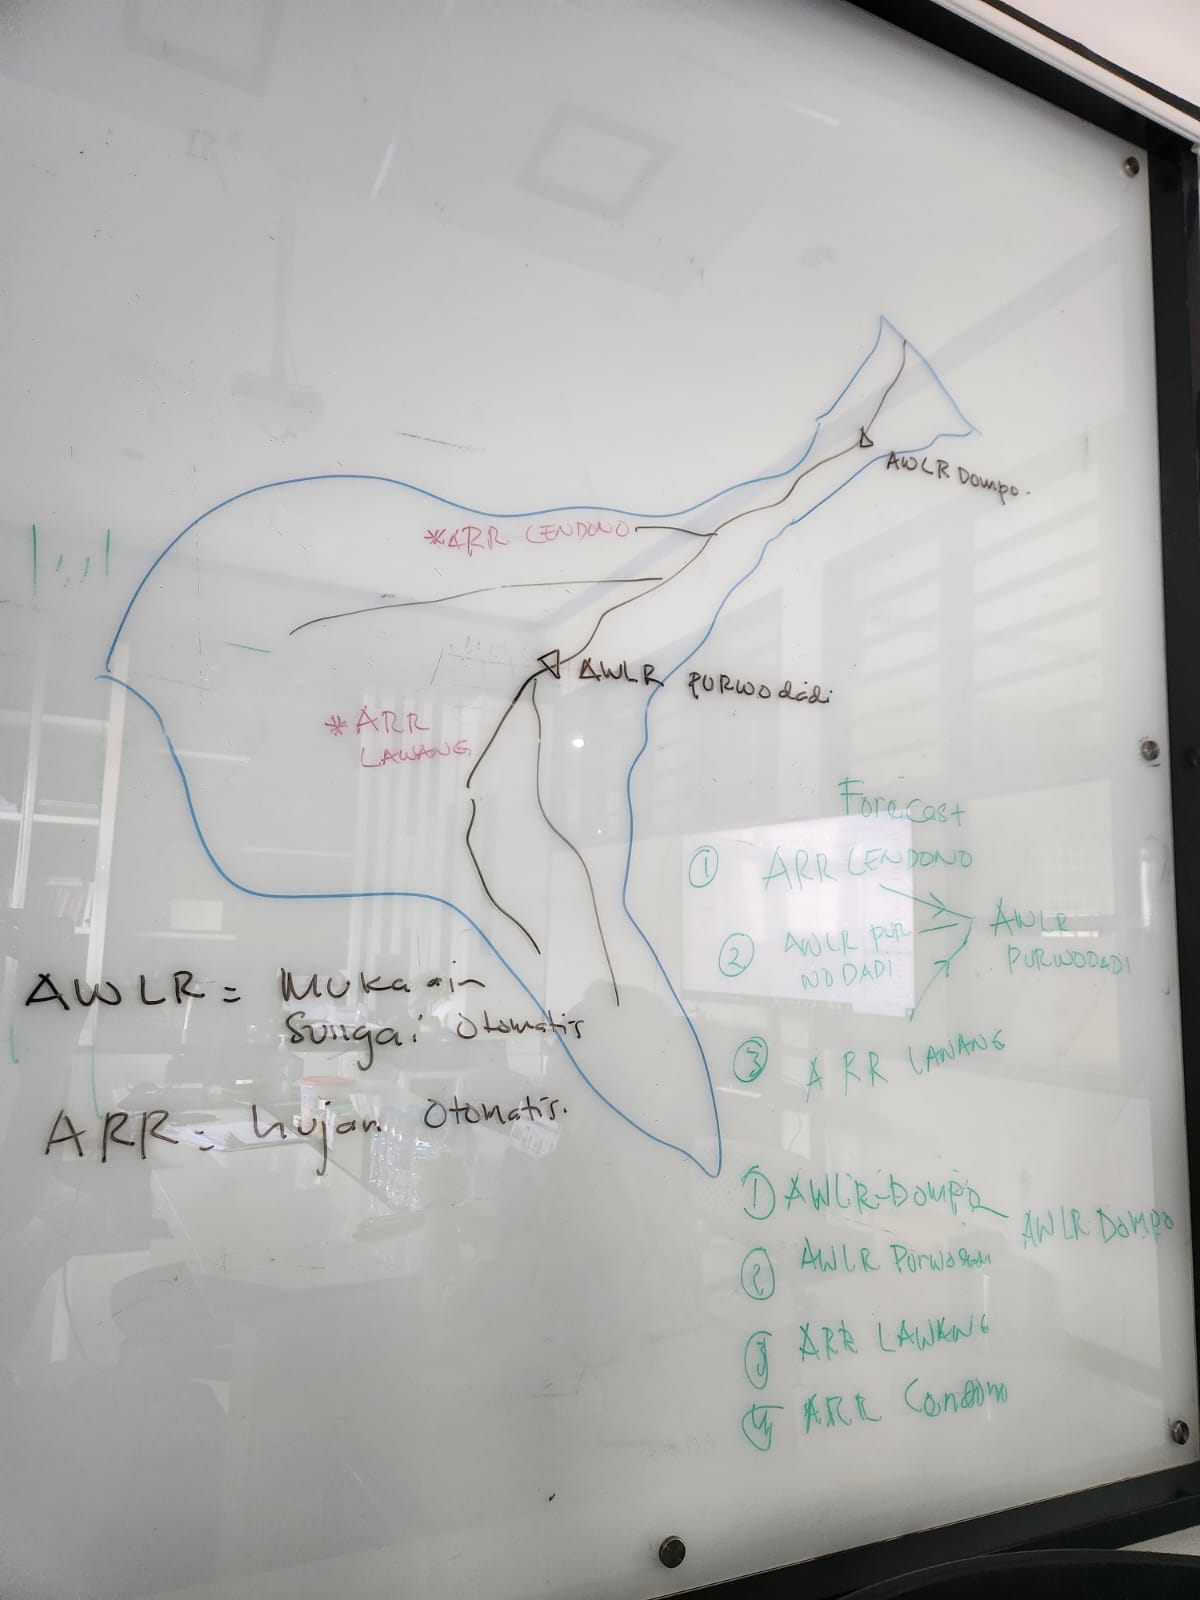 AWLR Dompo.
*ARR CENDONO
AWLR PURWOdadi
*ARR
LAWANG
Forecast
① ARR CENDONO
② AWLR PUR
WODADI
AWLR
PURWODADI
③ ARR LAWANG
AWLR = Muka air
Sungai Otomatis
ARR = hujan Otomatis.
① AWLR Dompo
AWLR Dompo
② AWLR Purwodadi
③ ARR LAWANG
④ ARR Cendono